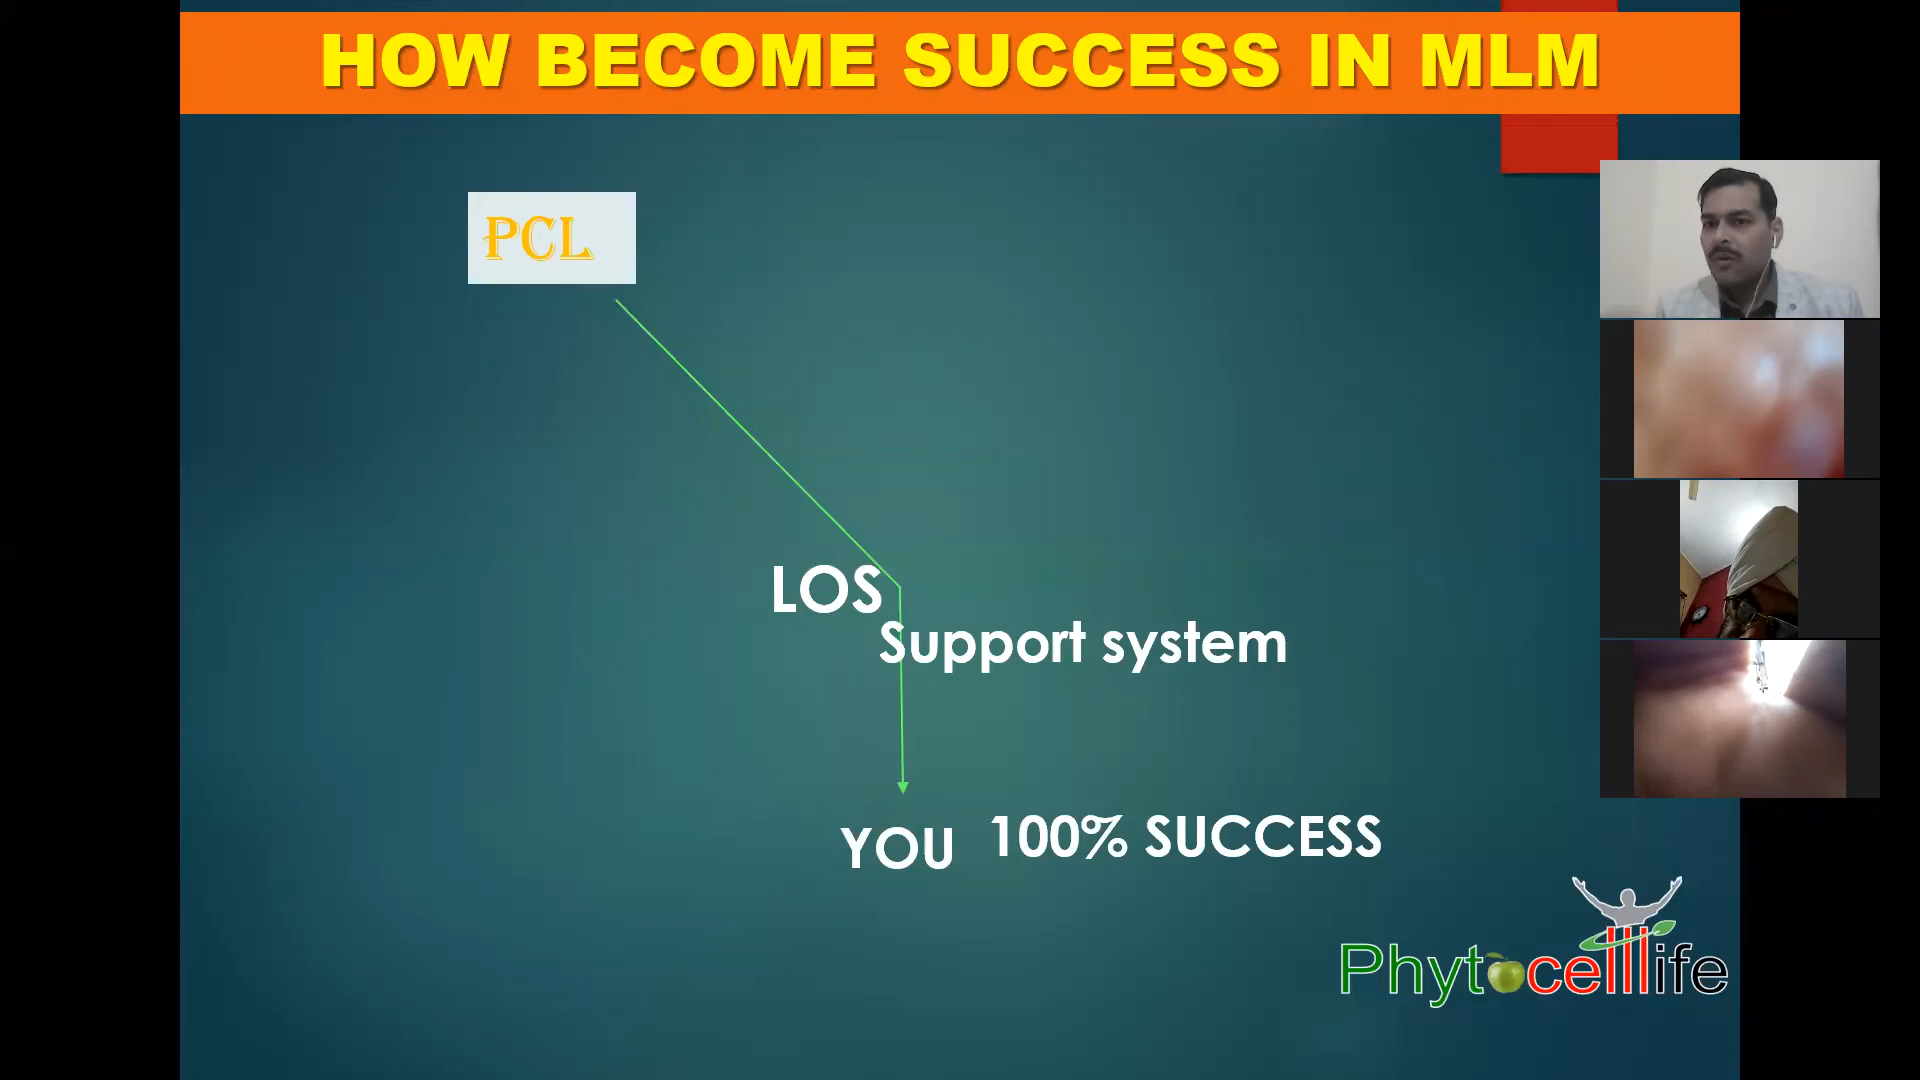 HOW BECOME SUCCESS IN MLM
PCL
LOS
Support system
YOU 100% SUCCESS
Phytocelllife